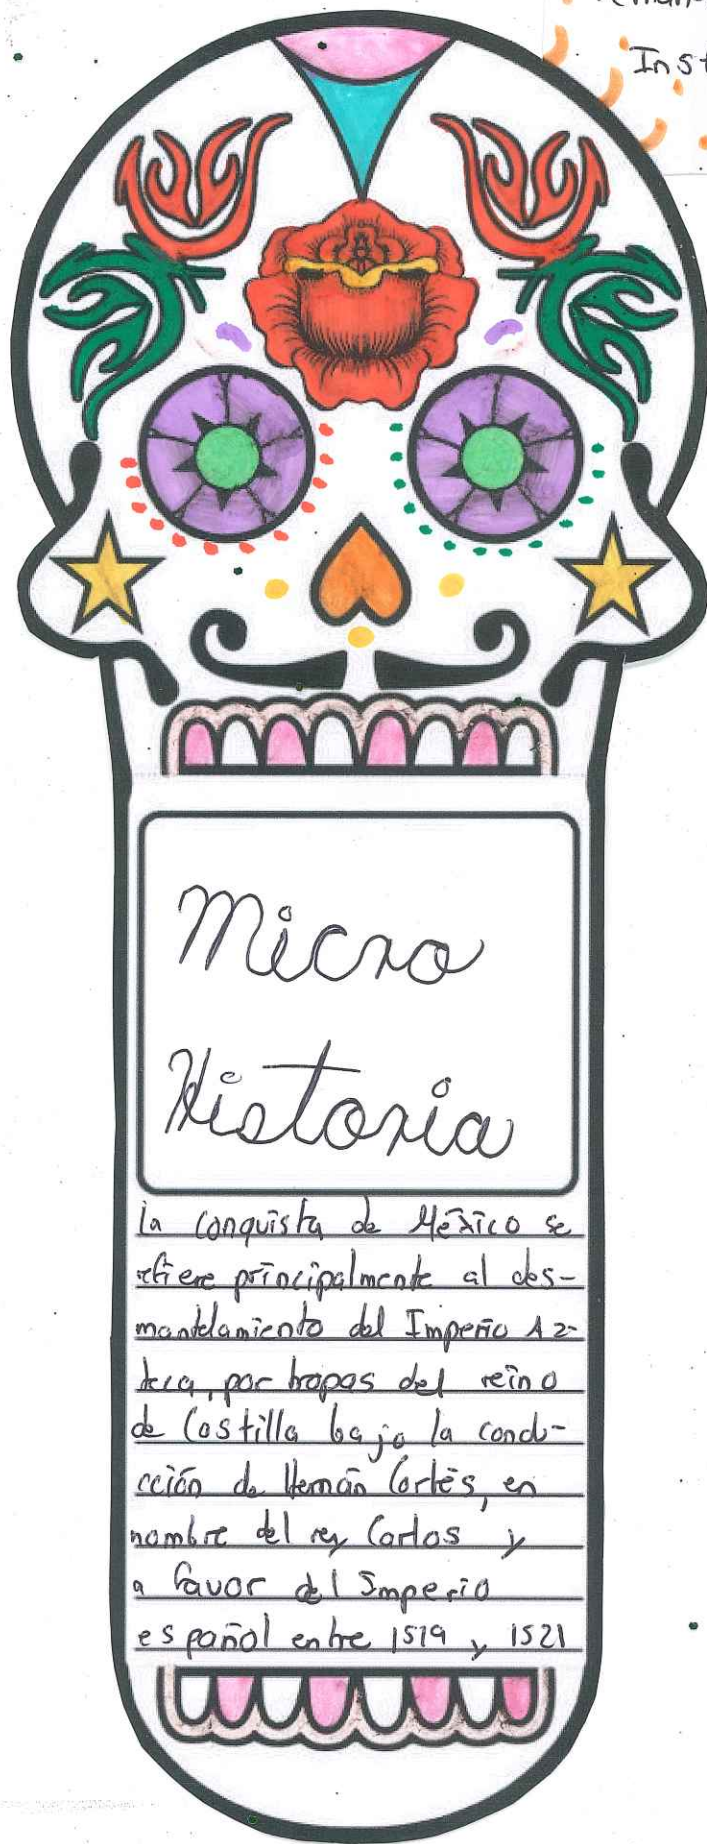 Inst
Micro
Historia
la conquista de México se
refiere principalmente al des-
mantelamiento del Imperio Az-
teca, por tropas del reino
de Castilla bajo la condu-
cción de Hernán Cortés, en
nombre del rey Carlos y
a favor del Imperio
español entre 1519 y 1521